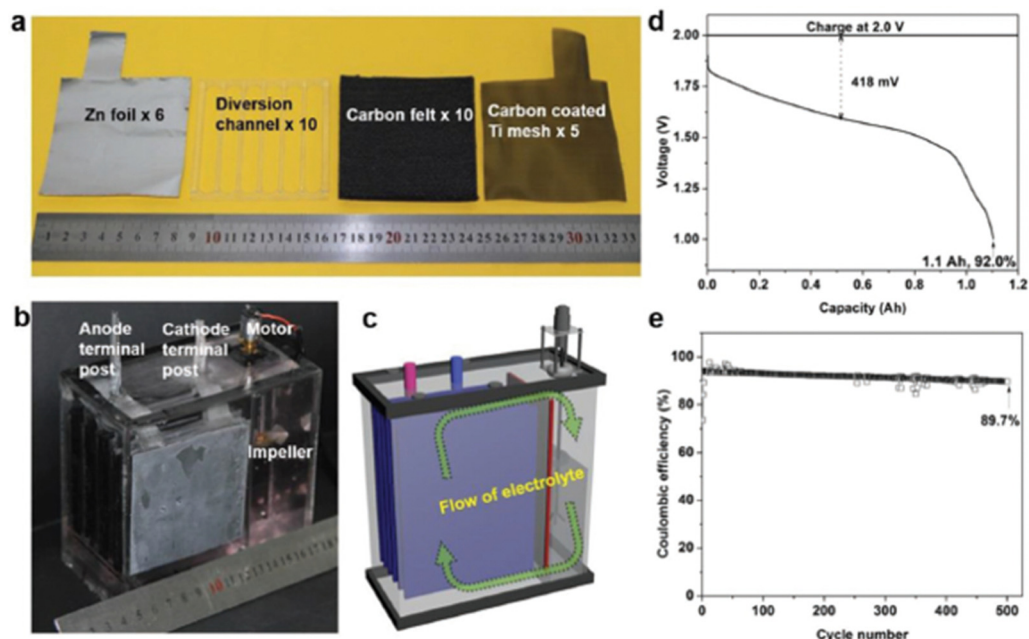 a
Zn foil x 6
Diversion
channel x 10
Carbon felt x 10
Carbon coated
Ti mesh x 5
1 2 3 4 5 6 7 8 9 10 11 12 13 14 15 16 17 18 19 20 21 22 23 24 25 26 27 28 29 30 31 32 33
b
Anode
terminal
post
Cathode
terminal
post
Motor
Impeller
10
c
Flow of electrolyte
d
Charge at 2.0 V
418 mV
2.00
1.75
1.50
1.25
1.00
Voltage (V)
1.1 Ah, 92.0%
0.0 0.2 0.4 0.6 0.8 1.0 1.2
Capacity (Ah)
e
100
80
60
40
20
0
Coulombic efficiency (%)
89.7%
0 100 200 300 400 500
Cycle number